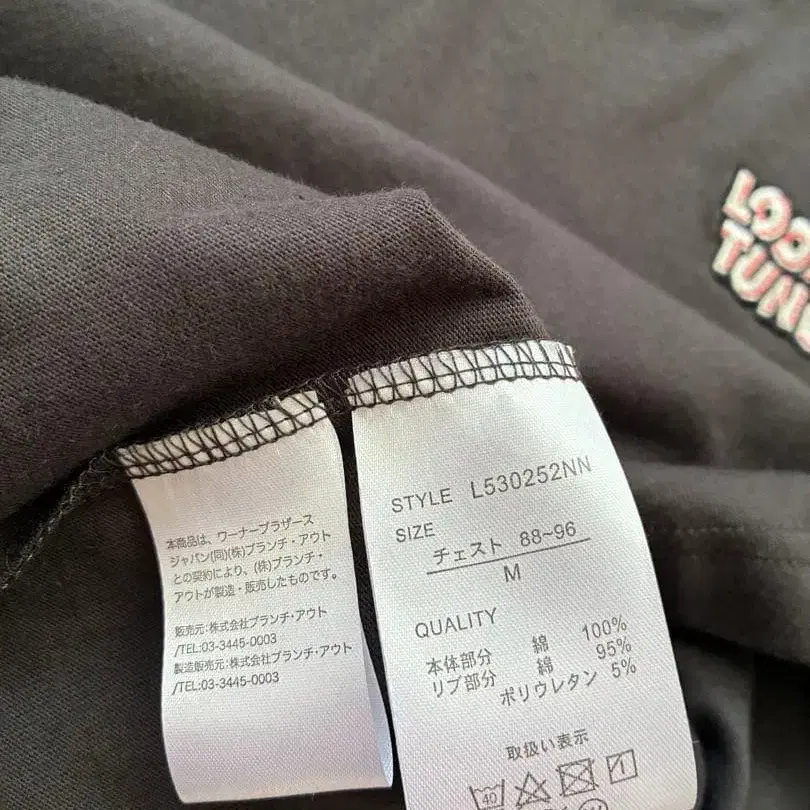 LOO
TUN
本商品は、ワーナーブラザース
ジャパン(同)(株)ブランチ・アウト
との契約により、(株)ブランチ・
アウトが製造・販売したものです。
販売元:株式会社ブランチ・アウト
/TEL:03-3445-0003
製造販売元:株式会社ブランチ・アウト
/TEL:03-3445-0003
STYLE L530252NN
SIZE
チェスト 88~96
M
QUALITY
本体部分 綿 100%
リブ部分 綿 95%
ポリウレタン 5%
取扱い表示
40